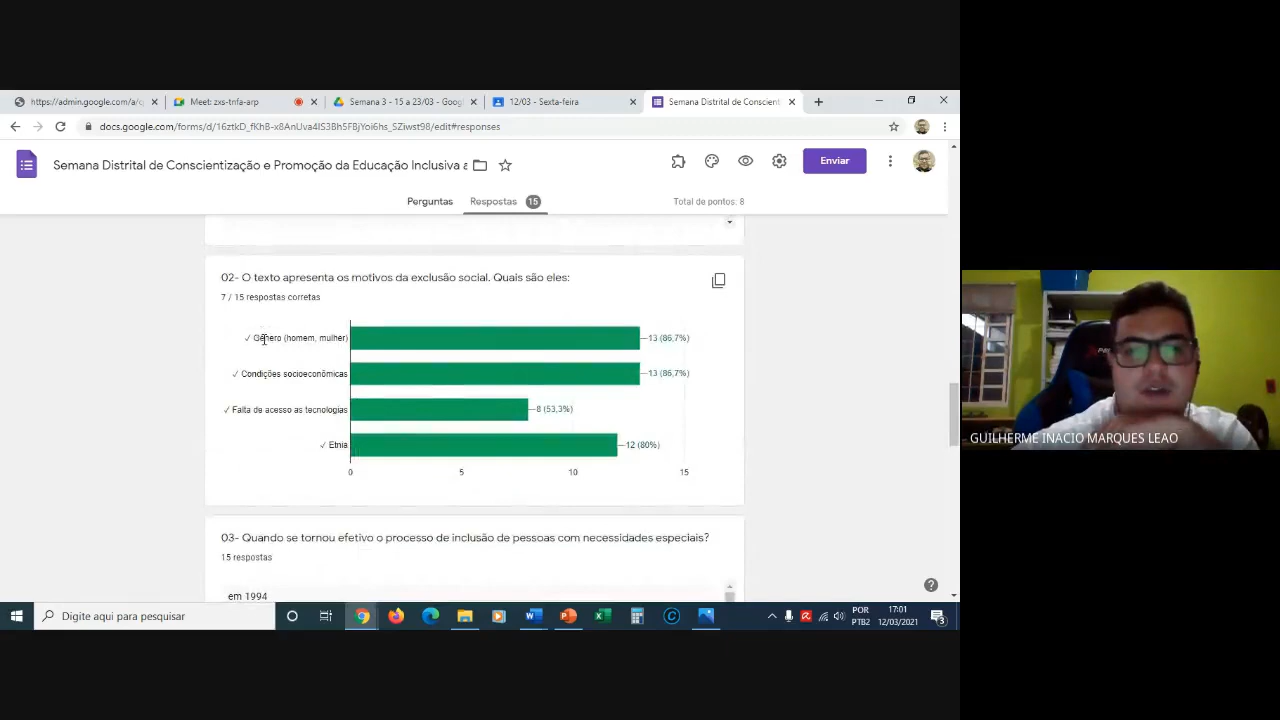 https://admin.google.com/a/c
Meet: zxs-tnfa-arp
Semana 3 - 15 a 23/03 - Goog
12/03 - Sexta-feira
Semana Distrital de Conscient
docs.google.com/forms/d/16ztkD_fKhB-x8AnUva4IS3Bh5FBjYoi6hs_SZiwst98/edit#responses
Semana Distrital de Conscientização e Promoção da Educação Inclusiva a
Enviar
Perguntas
Respostas 15
Total de pontos: 8
02- O texto apresenta os motivos da exclusão social. Quais são eles:
7 / 15 respostas corretas
✓ Gênero (homem, mulher) 13 (86,7%)
✓ Condições socioeconômicas 13 (86,7%)
✓ Falta de acesso as tecnologias 8 (53,3%)
✓ Etnia 12 (80%)
0 5 10 15
03- Quando se tornou efetivo o processo de inclusão de pessoas com necessidades especiais?
15 respostas
em 1994
Digite aqui para pesquisar
POR
PTB2
17:01
12/03/2021
3
GUILHERME INACIO MARQUES LEAO